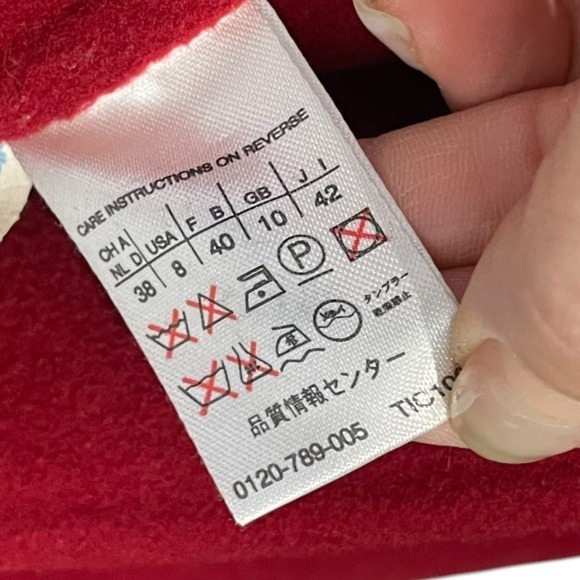 CARE INSTRUCTIONS ON REVERSE
CH A NL D USA F B GB J I
38 8 40 10 42
P
タンブラー
乾燥禁止
品質情報センター
0120-789-005 TIC10